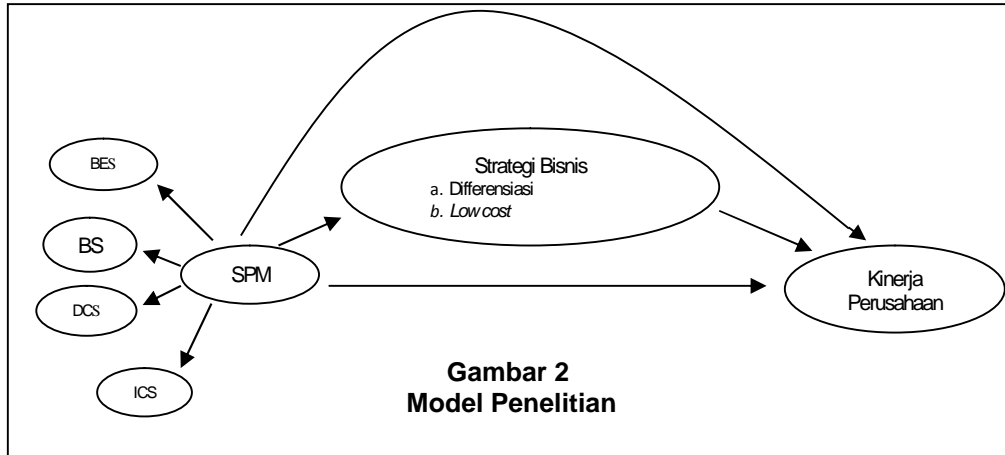 BES
BS
DCS
ICS
SPM
Strategi Bisnis
a. Differensiasi
b. Low cost
Kinerja
Perusahaan
Gambar 2
Model Penelitian